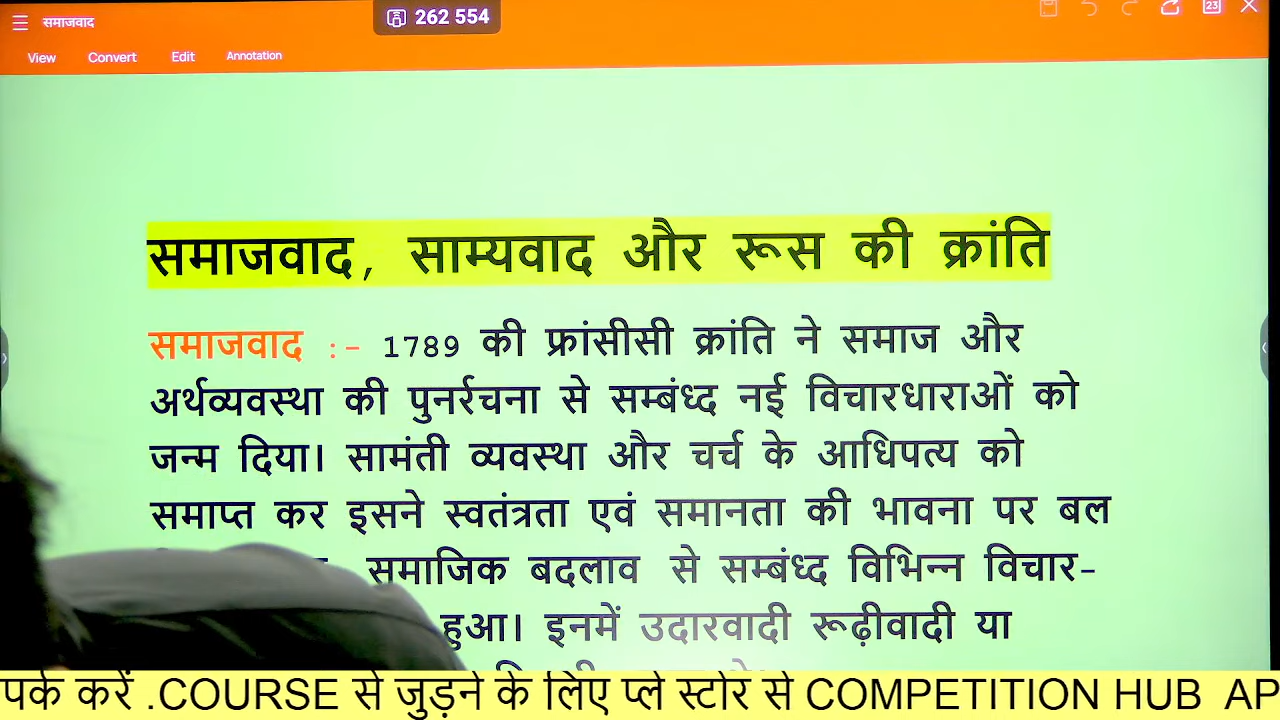 समाजवाद
262 554
View Convert Edit Annotation
23
समाजवाद, साम्यवाद और रूस की क्रांति
समाजवाद :- 1789 की फ्रांसीसी क्रांति ने समाज और
अर्थव्यवस्था की पुनर्रचना से सम्बंध्द नई विचारधाराओं को
जन्म दिया। सामंती व्यवस्था और चर्च के आधिपत्य को
समाप्त कर इसने स्वतंत्रता एवं समानता की भावना पर बल
समाजिक बदलाव से सम्बंध्द विभिन्न विचार-
हुआ। इनमें उदारवादी रूढ़ीवादी या
पर्क करें .COURSE से जुड़ने के लिए प्ले स्टोर से COMPETITION HUB AP